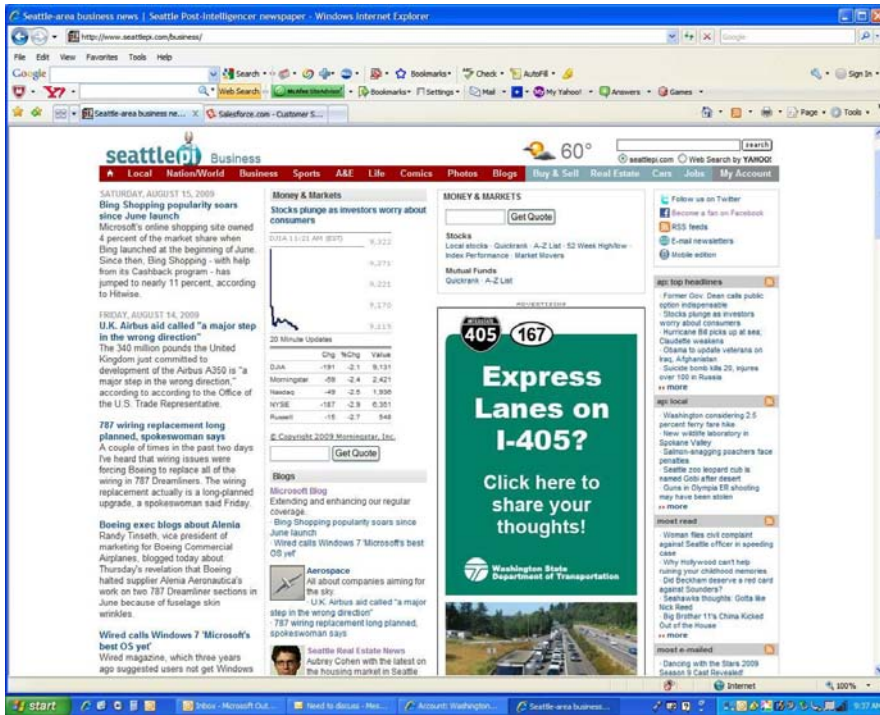 Seattle-area business news | Seattle Post-Intelligencer newspaper - Windows Internet Explorer
http://www.seattlepi.com/business/
Google
File Edit View Favorites Tools Help
Google Search Bookmarks Check AutoFill Sign In
Y! Web Search McAfee SiteAdvisor Bookmarks Settings Mail My Yahoo! Answers Games
Seattle-area business ne... X Salesforce.com - Customer S... Page Tools
seattlepi Business
60°
search
seattlepi.com Web Search by YAHOO!
Local Nation/World Business Sports A&E Life Comics Photos Blogs Buy & Sell Real Estate Cars Jobs My Account
SATURDAY, AUGUST 15, 2009
Bing Shopping popularity soars
since June launch
Microsoft's online shopping site owned
4 percent of the market share when
Bing launched at the beginning of June.
Since then, Bing Shopping - with help
from its Cashback program - has
jumped to nearly 11 percent, according
to Hitwise.
FRIDAY, AUGUST 14, 2009
U.K. Airbus aid called "a major step
in the wrong direction"
The 340 million pounds the United
Kingdom just committed to
development of the Airbus A350 is "a
major step in the wrong direction,"
according to according to the Office of
the U.S. Trade Representative.
787 wiring replacement long
planned, spokeswoman says
A couple of times in the past two days
I've heard that wiring issues were
forcing Boeing to replace all of the
wiring in 787 Dreamliners. The wiring
replacement actually is a long-planned
upgrade, a spokeswoman said Friday.
Boeing exec blogs about Alenia
Randy Tinseth, vice president of
marketing for Boeing Commercial
Airplanes, blogged today about
Thursday's revelation that Boeing
halted supplier Alenia Aeronautica's
work on two 787 Dreamliner sections in
June because of fuselage skin
wrinkles.
Wired calls Windows 7 'Microsoft's
best OS yet'
Wired magazine, which three years
ago suggested users not get Windows
Money & Markets
Stocks plunge as investors worry about
consumers
DJIA 11:21 AM (EST)
9,322
9,271
9,221
9,170
9,119
20 Minute Updates
Chg %Chg Value
DJIA -191 -2.1 9,131
Morningstar -59 -2.4 2,421
Nasdaq -49 -2.5 1,936
NYSE -187 -2.9 6,351
Russell -15 -2.7 548
© Copyright 2009 Morningstar, Inc.
Get Quote
Blogs
Microsoft Blog
Extending and enhancing our regular
coverage.
· Bing Shopping popularity soars since
June launch
· Wired calls Windows 7 'Microsoft's best
OS yet'
Aerospace
All about companies aiming for
the sky.
· U.K. Airbus aid called "a major
step in the wrong direction"
· 787 wiring replacement long planned,
spokeswoman says
Seattle Real Estate News
Aubrey Cohen with the latest on
the housing market in Seattle
MONEY & MARKETS
Get Quote
Stocks
Local stocks · Quickrank · A-Z List · 52 Week High/low ·
Index Performance · Market Movers
Mutual Funds
Quickrank · A-Z List
ADVERTISING
INTERSTATE
405 167
Express
Lanes on
I-405?
Click here to
share your
thoughts!
Washington State
Department of Transportation
Follow us on Twitter
Become a fan on Facebook
RSS feeds
E-mail newsletters
Mobile edition
ap: top headlines
· Former Gov. Dean calls public
option indispensable
· Stocks plunge as investors
worry about consumers
· Hurricane Bill picks up at sea;
Claudette weakens
· Obama to update veterans on
Iraq, Afghanistan
· Suicide bomb kills 20, injures
over 100 in Russia
›› more
ap: local
· Washington considering 2.5
percent ferry fare hike
· New wildlife laboratory in
Spokane Valley
· Salmon-snagging poachers face
penalties
· Seattle zoo leopard cub is
named Gobi after desert
· Guns in Olympia ER shooting
may have been stolen
›› more
most read
· Woman files civil complaint
against Seattle officer in speeding
case
· Why Hollywood can't help
ruining your childhood memories
· Did Beckham deserve a red card
against Sounders?
· Seahawks thoughts: Gotta like
Nick Reed
· Big Brother 11's China Kicked
Out of the House
›› more
most e-mailed
· Dancing with the Stars 2009
Season 9 Cast Revealed!
Internet 100%
start Inbox - Microsoft Out... Need to discuss - Mes... Account: Washington... Seattle-area business... 9:37 AM